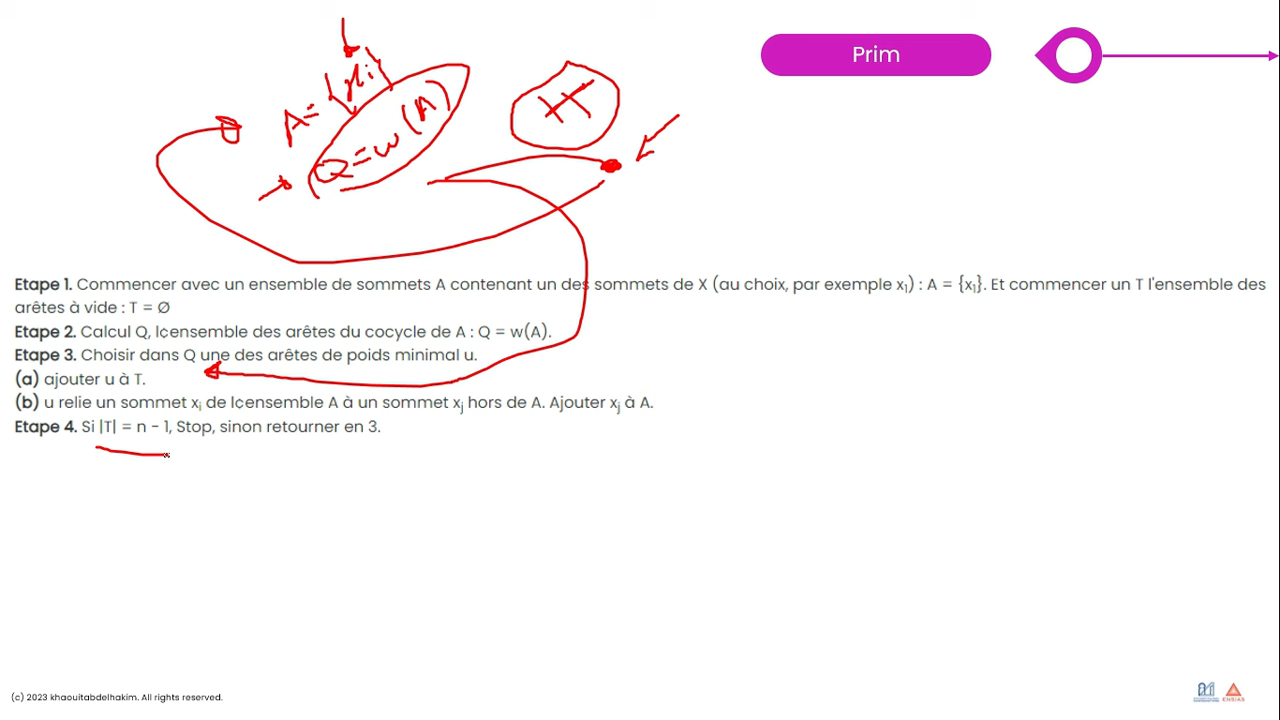 Prim
A = {x1}
Q = w(A)
H
Etape 1. Commencer avec un ensemble de sommets A contenant un des sommets de X (au choix, par exemple x₁) : A = {x₁}. Et commencer un T l'ensemble des
arêtes à vide : T = Ø
Etape 2. Calcul Q, l¢ensemble des arêtes du cocycle de A : Q = w(A).
Etape 3. Choisir dans Q une des arêtes de poids minimal u.
(a) ajouter u à T.
(b) u relie un sommet xᵢ de l¢ensemble A à un sommet xⱼ hors de A. Ajouter xⱼ à A.
Etape 4. Si |T| = n - 1, Stop, sinon retourner en 3.
(c) 2023 khaouitabdelhakim. All rights reserved.
ENSIAS